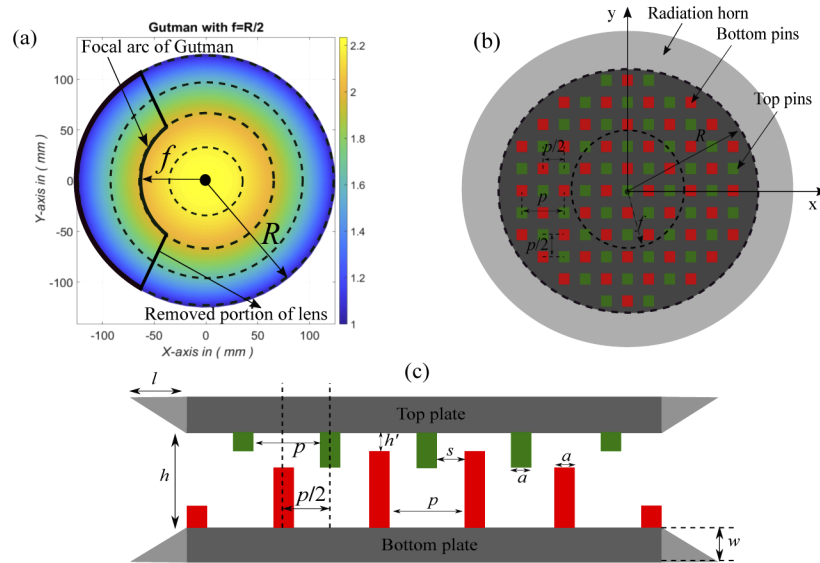 (a)
Gutman with f=R/2
Focal arc of Gutman
f
R
Removed portion of lens
Y-axis in ( mm )
100
50
0
-50
-100
-100
-50
0
50
100
X-axis in ( mm )
2.2
2
1.8
1.6
1.4
1.2
1
(b)
y
Radiation horn
Bottom pins
Top pins
R
p/2
p
f
p/2
x
(c)
l
Top plate
h
p
h'
s
a
a
p/2
p
Bottom plate
w